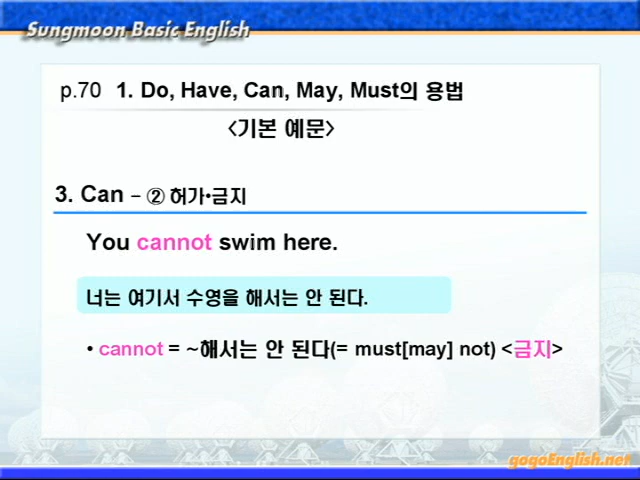 Sungmoon Basic English
p.70 1. Do, Have, Can, May, Must의 용법
<기본 예문>
3. Can - ② 허가•금지
You cannot swim here.
너는 여기서 수영을 해서는 안 된다.
• cannot = ~해서는 안 된다(= must[may] not) <금지>
gogoEnglish.net